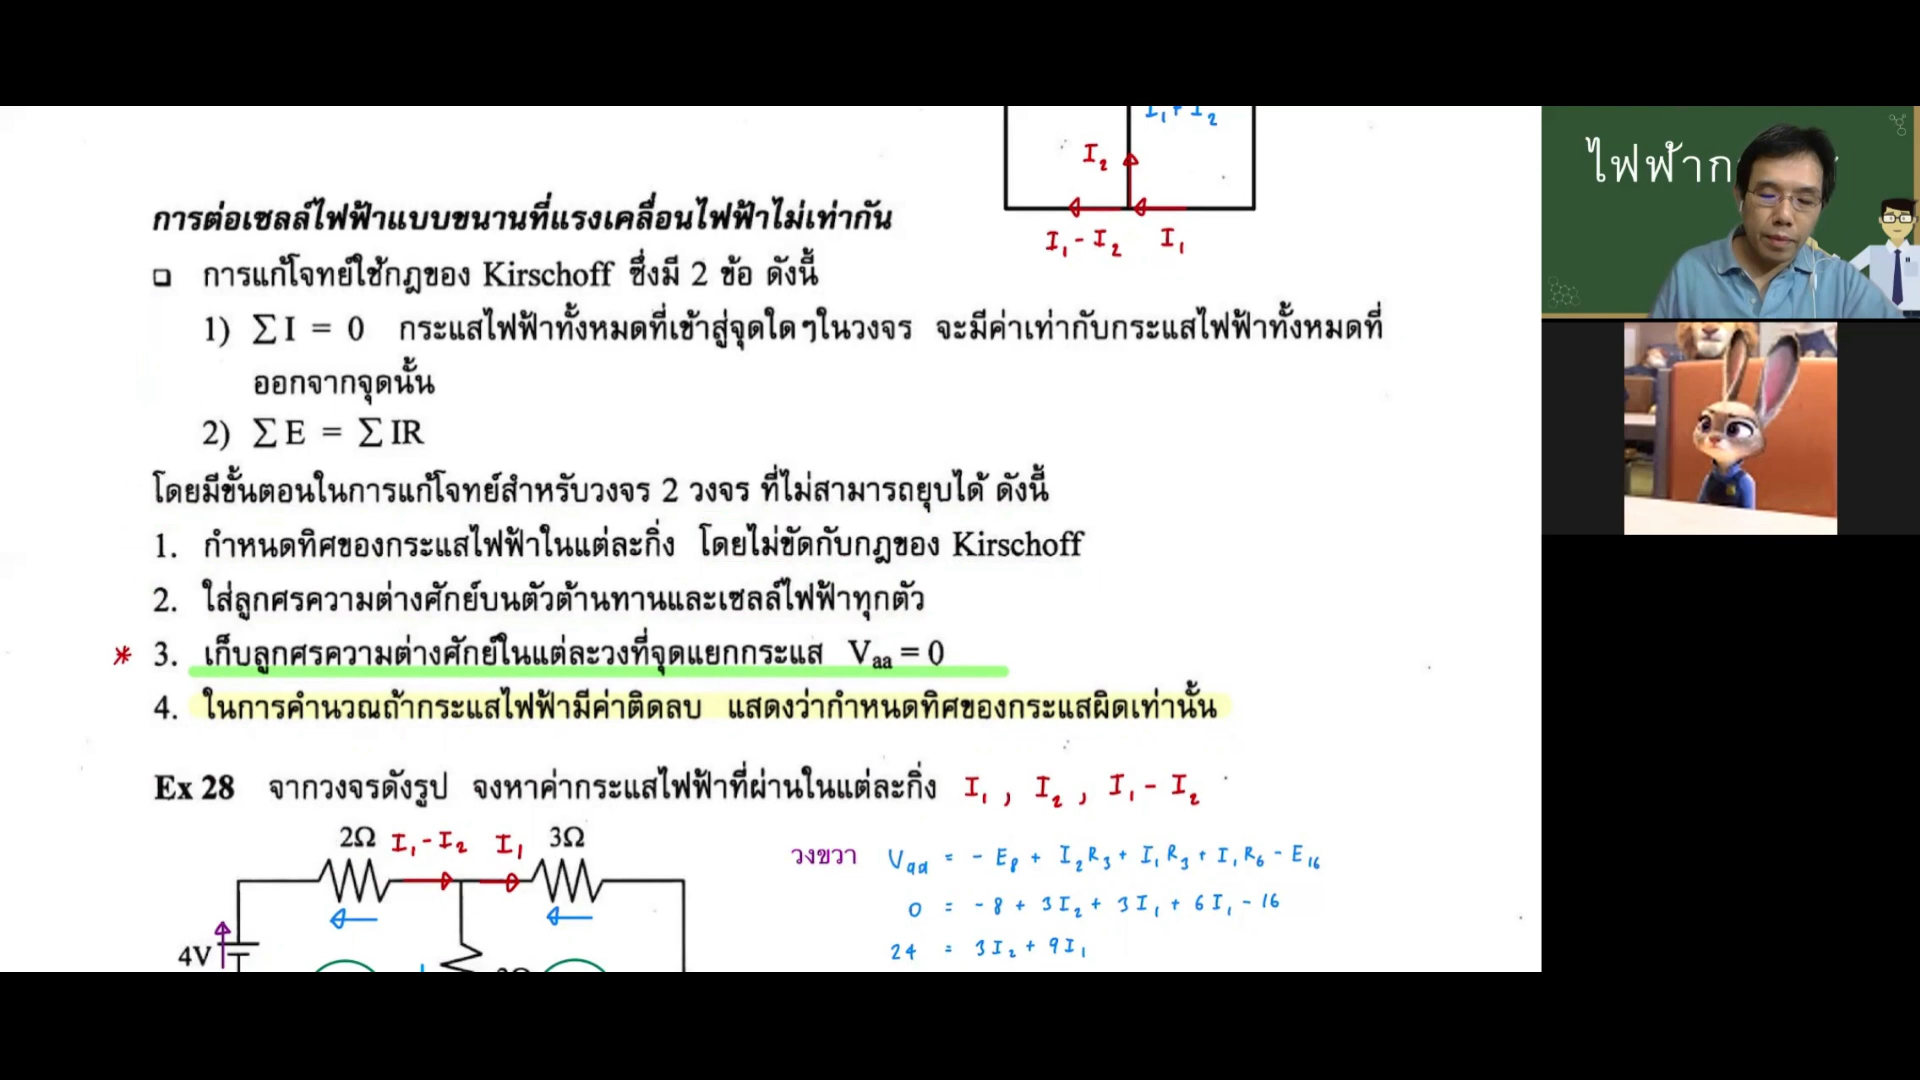 I₁ + I₂
I₂
I₁ - I₂ I₁
การต่อเซลล์ไฟฟ้าแบบขนานที่แรงเคลื่อนไฟฟ้าไม่เท่ากัน
❑ การแก้โจทย์ใช้กฎของ Kirschoff ซึ่งมี 2 ข้อ ดังนี้
1) ∑I = 0 กระแสไฟฟ้าทั้งหมดที่เข้าสู่จุดใดๆในวงจร จะมีค่าเท่ากับกระแสไฟฟ้าทั้งหมดที่
ออกจากจุดนั้น
2) ∑E = ∑IR
โดยมีขั้นตอนในการแก้โจทย์สำหรับวงจร 2 วงจร ที่ไม่สามารถยุบได้ ดังนี้
1. กำหนดทิศของกระแสไฟฟ้าในแต่ละกิ่ง โดยไม่ขัดกับกฎของ Kirschoff
2. ใส่ลูกศรความต่างศักย์บนตัวต้านทานและเซลล์ไฟฟ้าทุกตัว
* 3. เก็บลูกศรความต่างศักย์ในแต่ละวงที่จุดแยกกระแส Vaa = 0
4. ในการคำนวณถ้ากระแสไฟฟ้ามีค่าติดลบ แสดงว่ากำหนดทิศของกระแสผิดเท่านั้น
Ex 28 จากวงจรดังรูป จงหาค่ากระแสไฟฟ้าที่ผ่านในแต่ละกิ่ง I₁ , I₂ , I₁ - I₂
2Ω I₁ - I₂ I₁ 3Ω
4V
วงขวา Vaa = - E₈ + I₂R₃ + I₁R₃ + I₁R₆ - E₁₆
0 = - 8 + 3I₂ + 3I₁ + 6I₁ - 16
24 = 3I₂ + 9I₁